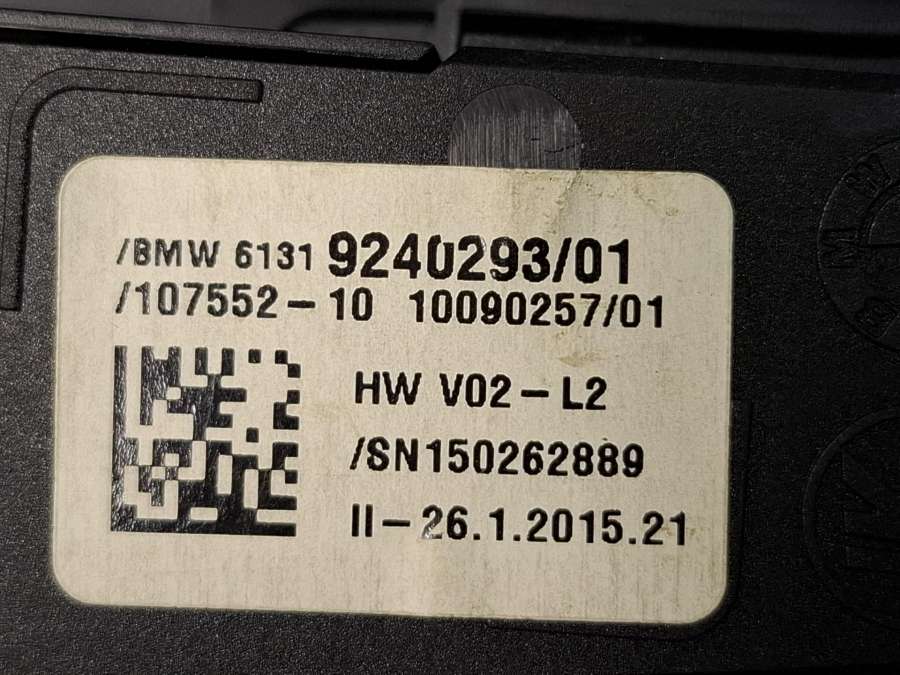 /BMW 6131 9240293/01
/107552-10 10090257/01
HW V02-L2
/SN150262889
II-26.1.2015.21